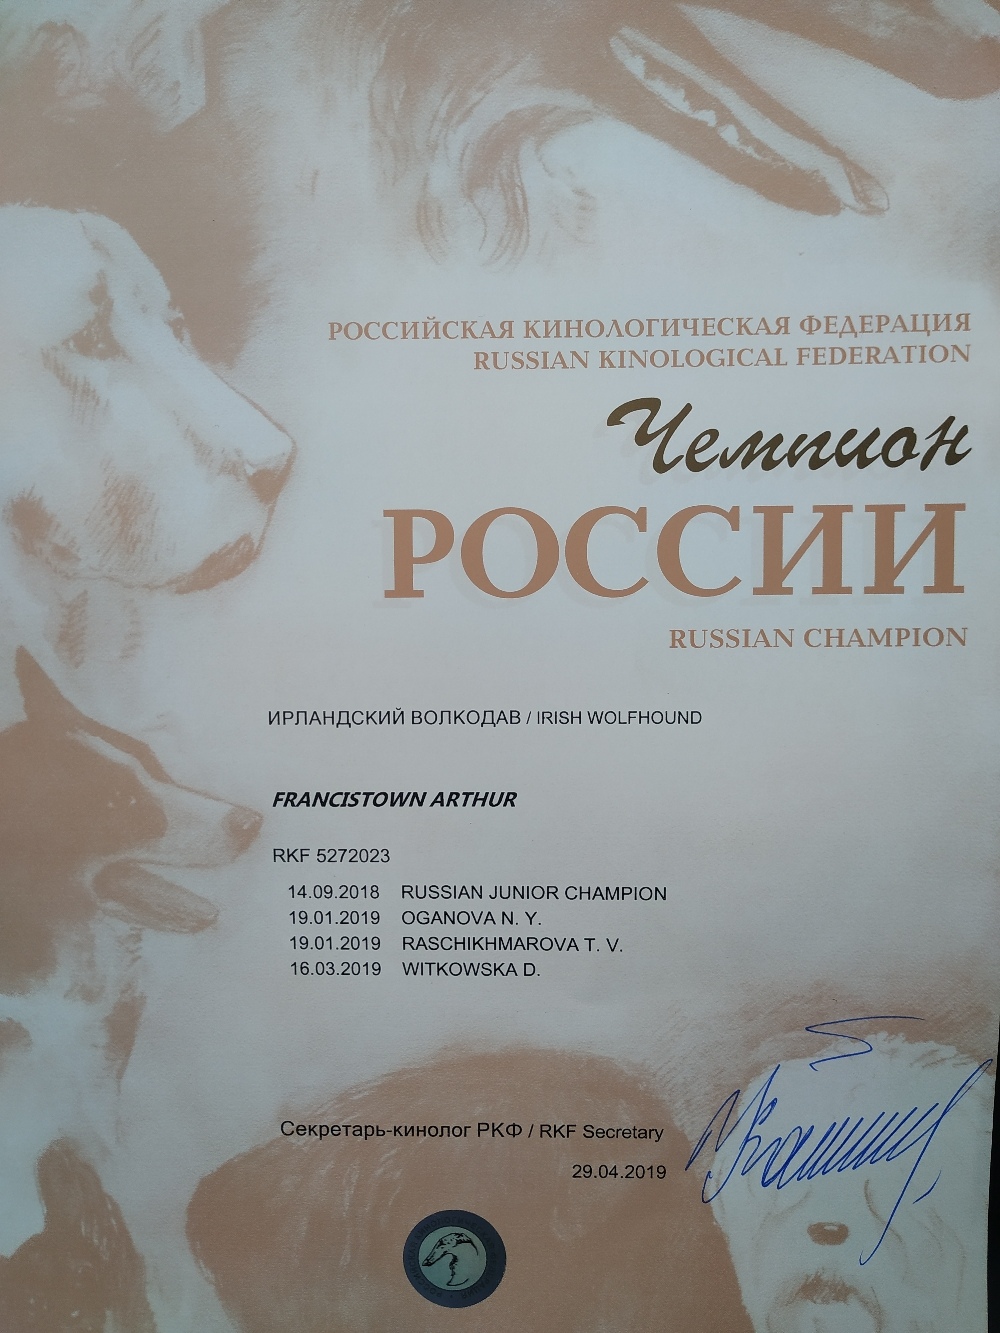 РОССИЙСКАЯ КИНОЛОГИЧЕСКАЯ ФЕДЕРАЦИЯ
RUSSIAN KINOLOGICAL FEDERATION
Чемпион
РОССИИ
RUSSIAN CHAMPION
ИРЛАНДСКИЙ ВОЛКОДАВ / IRISH WOLFHOUND
FRANCISTOWN ARTHUR
RKF 5272023
14.09.2018 RUSSIAN JUNIOR CHAMPION
19.01.2019 OGANOVA N. Y.
19.01.2019 RASCHIKHMAROVA T. V.
16.03.2019 WITKOWSKA D.
Секретарь-кинолог РКФ / RKF Secretary
29.04.2019